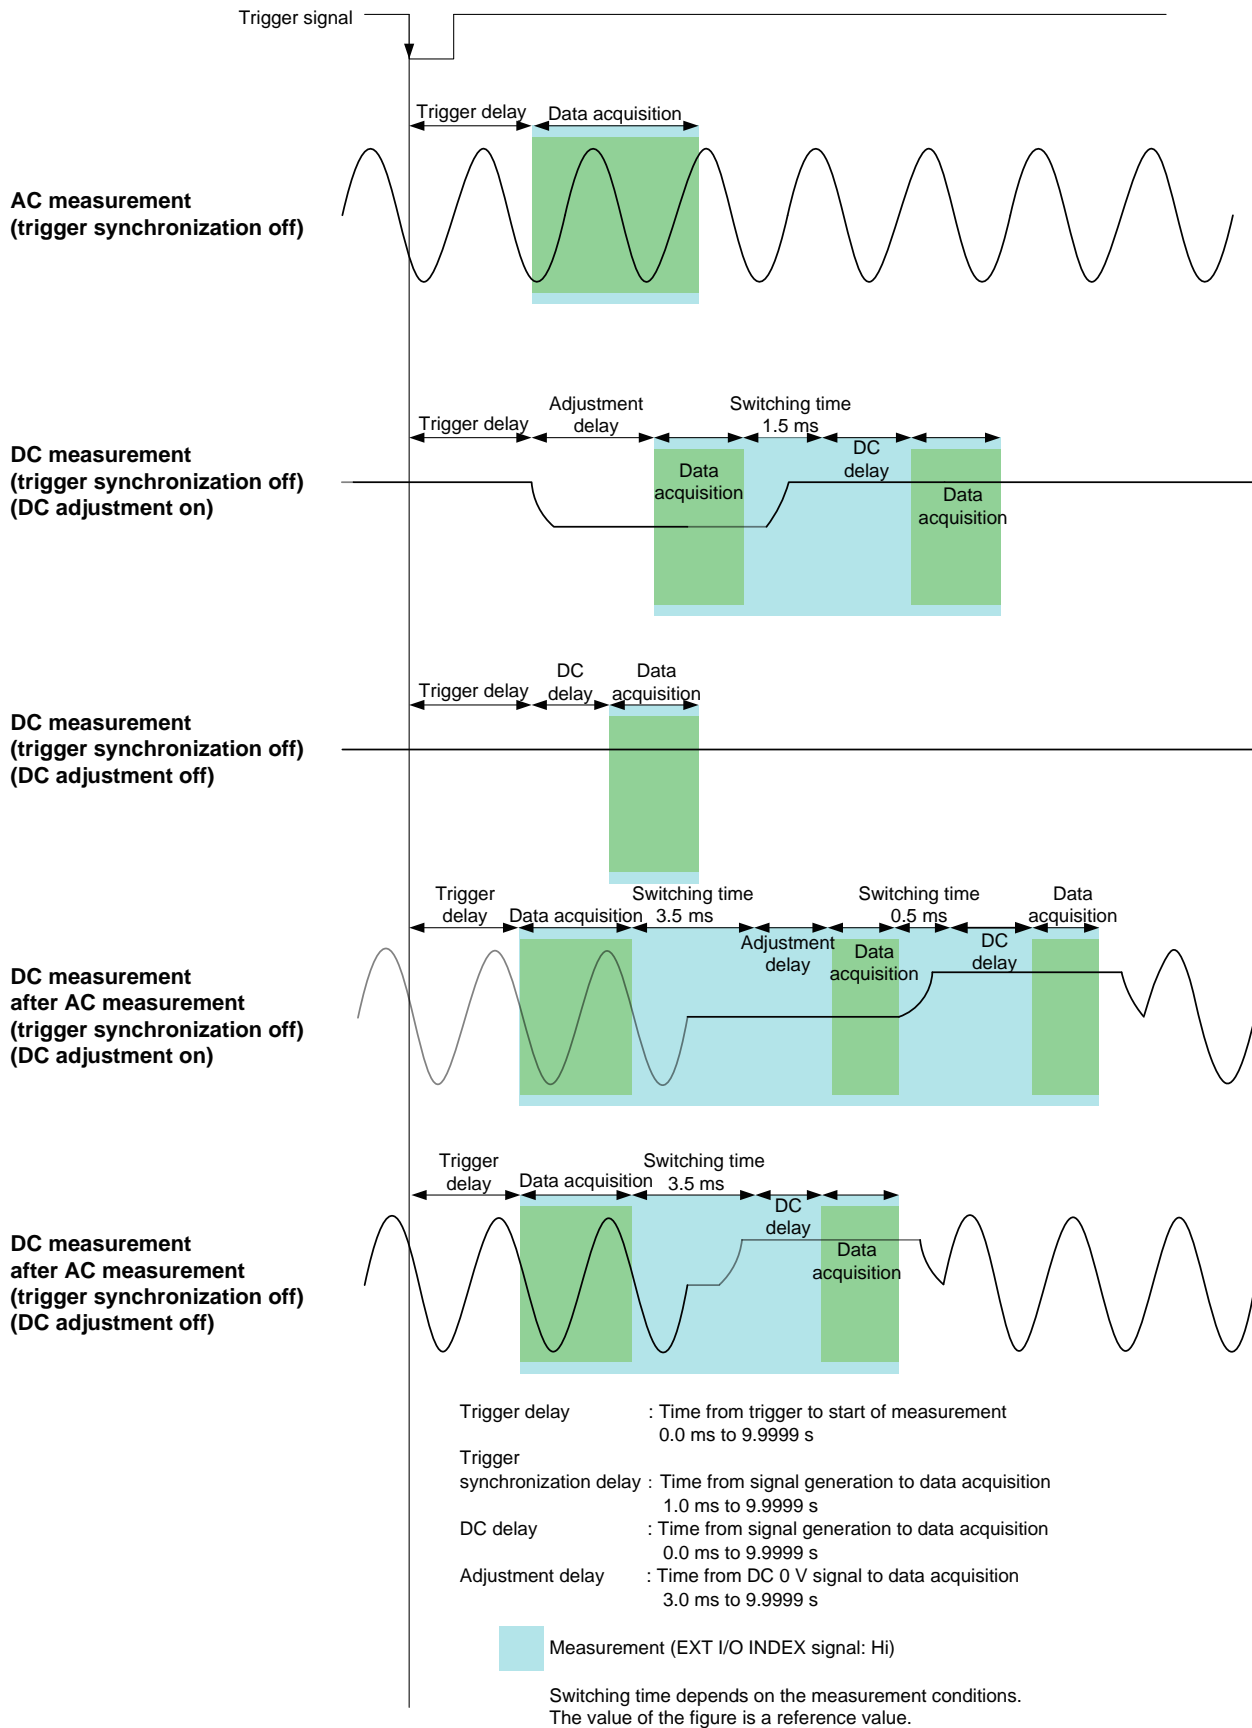 Trigger signal
Trigger delay
Data acquisition
AC measurement
(trigger synchronization off)
Trigger delay
Adjustment
delay
Switching time
1.5 ms
DC
delay
Data
acquisition
Data
acquisition
DC measurement
(trigger synchronization off)
(DC adjustment on)
Trigger delay
DC
delay
Data
acquisition
DC measurement
(trigger synchronization off)
(DC adjustment off)
Trigger
delay
Data acquisition
Switching time
3.5 ms
Adjustment
delay
Data
acquisition
Switching time
0.5 ms
DC
delay
Data
acquisition
DC measurement
after AC measurement
(trigger synchronization off)
(DC adjustment on)
Trigger
delay
Data acquisition
Switching time
3.5 ms
DC
delay
Data
acquisition
DC measurement
after AC measurement
(trigger synchronization off)
(DC adjustment off)
Trigger delay : Time from trigger to start of measurement
0.0 ms to 9.9999 s
Trigger
synchronization delay : Time from signal generation to data acquisition
1.0 ms to 9.9999 s
DC delay : Time from signal generation to data acquisition
0.0 ms to 9.9999 s
Adjustment delay : Time from DC 0 V signal to data acquisition
3.0 ms to 9.9999 s
Measurement (EXT I/O INDEX signal: Hi)
Switching time depends on the measurement conditions.
The value of the figure is a reference value.